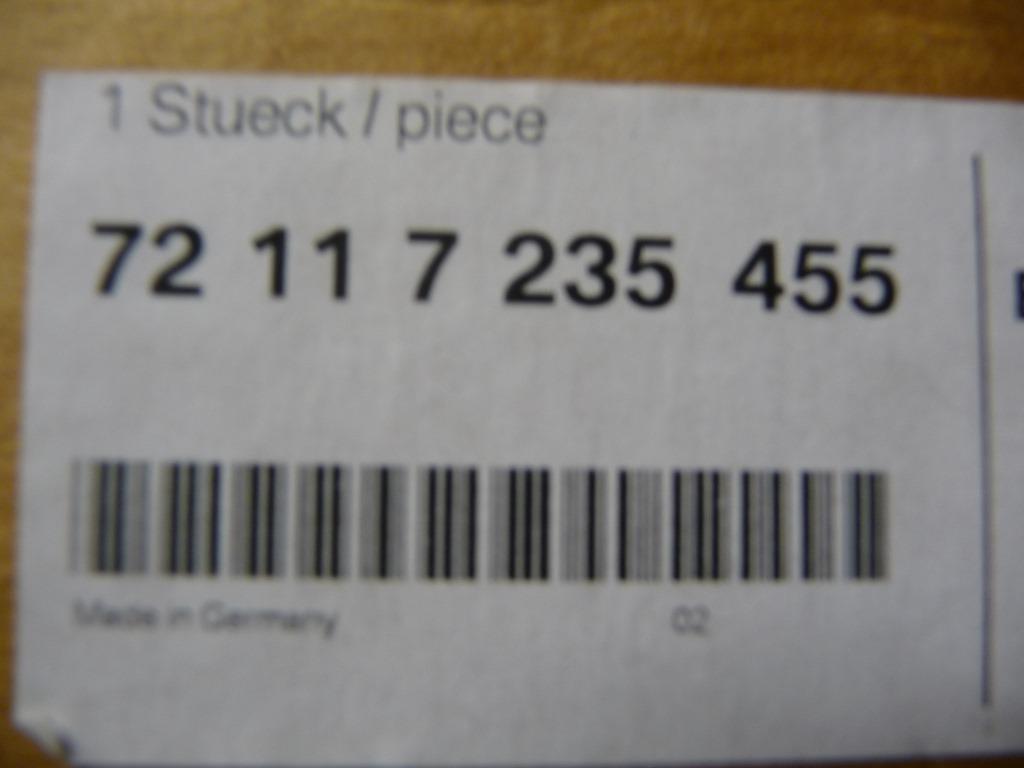 1 Stueck / piece
72 11 7 235 455
Made in Germany 02